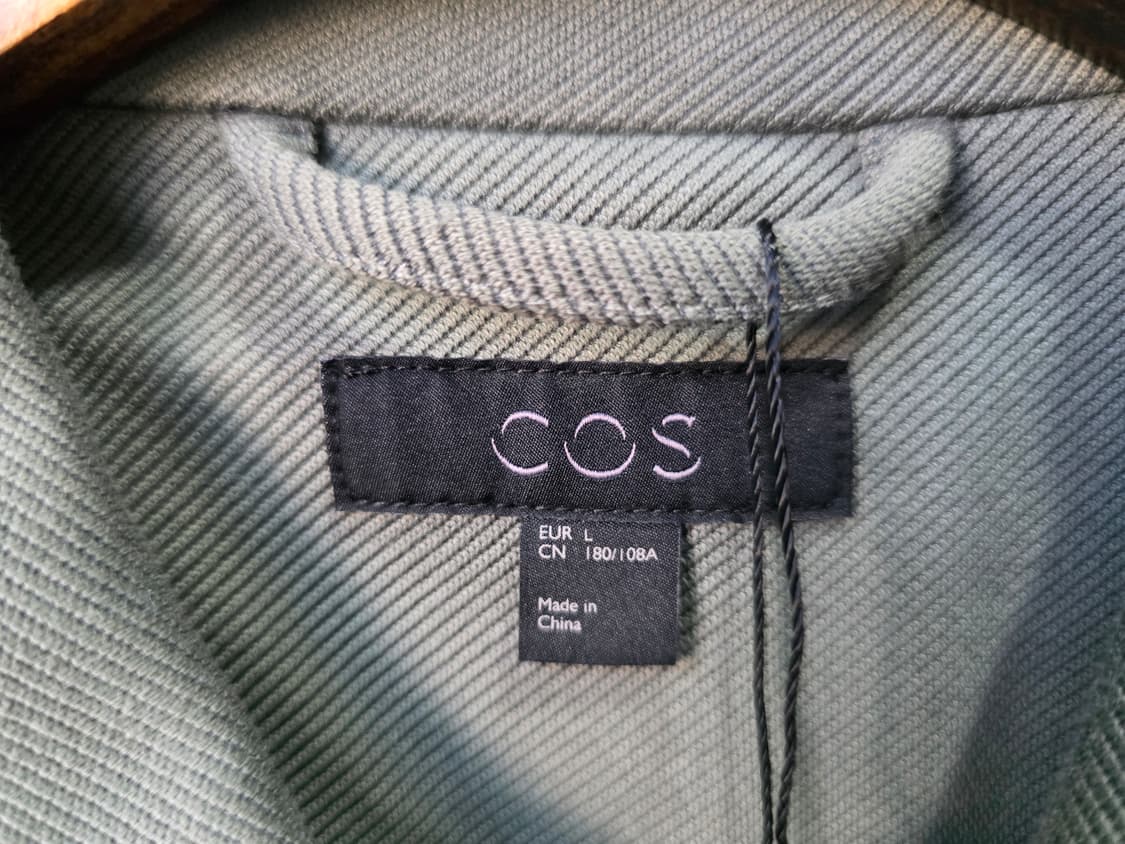 COS
EUR L
CN 180/108A
Made in
China